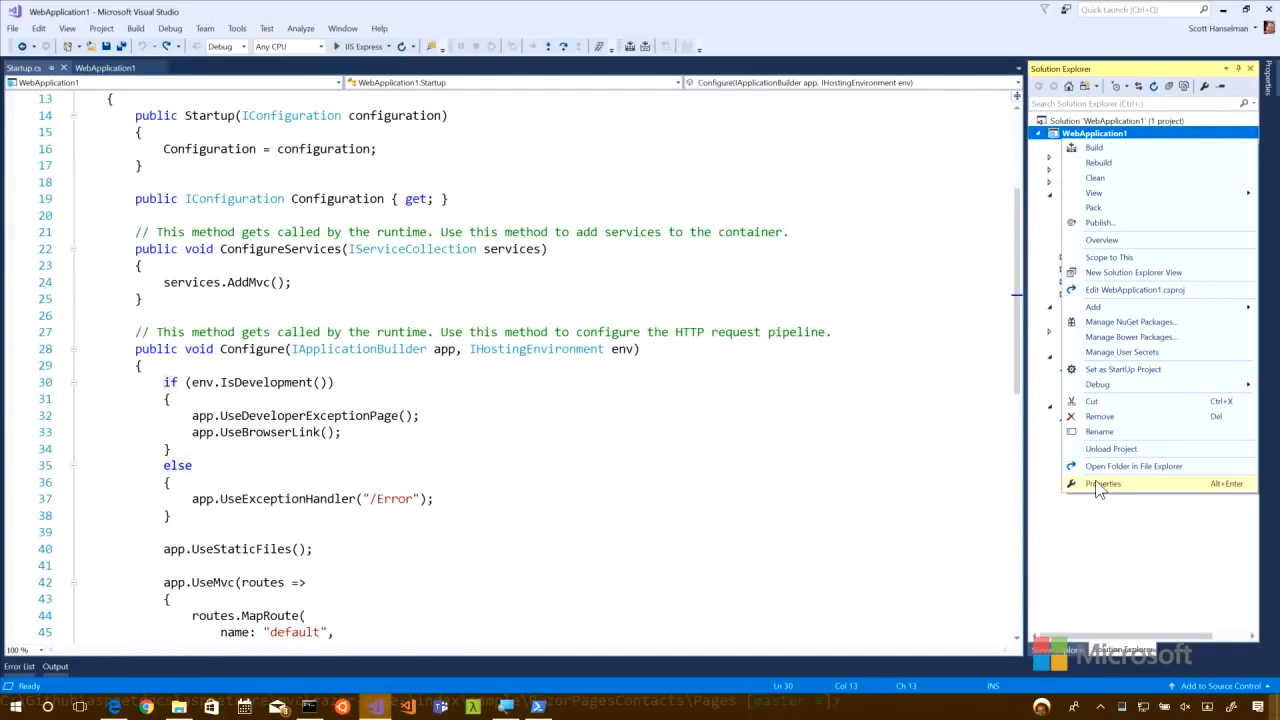 WebApplication1 - Microsoft Visual Studio
Quick Launch (Ctrl+Q)
File Edit View Project Build Debug Team Tools Test Analyze Window Help
Scott Hanselman
Debug Any CPU IIS Express
Startup.cs WebApplication1
WebApplication1 WebApplication1.Startup Configure(IApplicationBuilder app, IHostingEnvironment env)
13 {
14 public Startup(IConfiguration configuration)
15 {
16 Configuration = configuration;
17 }
18
19 public IConfiguration Configuration { get; }
20
21 // This method gets called by the runtime. Use this method to add services to the container.
22 public void ConfigureServices(IServiceCollection services)
23 {
24 services.AddMvc();
25 }
26
27 // This method gets called by the runtime. Use this method to configure the HTTP request pipeline.
28 public void Configure(IApplicationBuilder app, IHostingEnvironment env)
29 {
30 if (env.IsDevelopment())
31 {
32 app.UseDeveloperExceptionPage();
33 app.UseBrowserLink();
34 }
35 else
36 {
37 app.UseExceptionHandler("/Error");
38 }
39
40 app.UseStaticFiles();
41
42 app.UseMvc(routes =>
43 {
44 routes.MapRoute(
45 name: "default",
100 %
Solution Explorer
Properties
Search Solution Explorer (Ctrl+;)
Solution 'WebApplication1' (1 project)
WebApplication1
Build
Rebuild
Clean
View
Pack
Publish...
Overview
Scope to This
New Solution Explorer View
Edit WebApplication1.csproj
Add
Manage NuGet Packages...
Manage Bower Packages...
Manage User Secrets
Set as StartUp Project
Debug
Cut Ctrl+X
Remove Del
Rename
Unload Project
Open Folder in File Explorer
Properties Alt+Enter
Solution Explorer
Microsoft
Error List Output
Ready Ln 30 Col 13 Ch 13 INS Add to Source Control